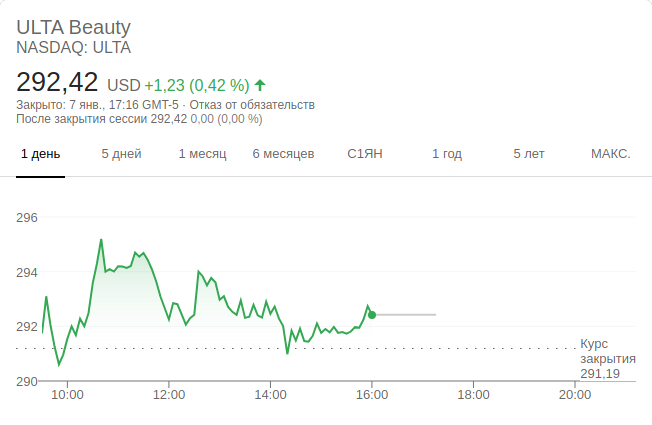 ULTA Beauty
NASDAQ: ULTA
292,42 USD +1,23 (0,42 %)
Закрыто: 7 янв., 17:16 GMT-5 · Отказ от обязательств
После закрытия сессии 292,42 0,00 (0,00 %)
1 день 5 дней 1 месяц 6 месяцев С1ЯН 1 год 5 лет МАКС.
296
294
292
Курс
закрытия
291,19
290
10:00 12:00 14:00 16:00 18:00 20:00